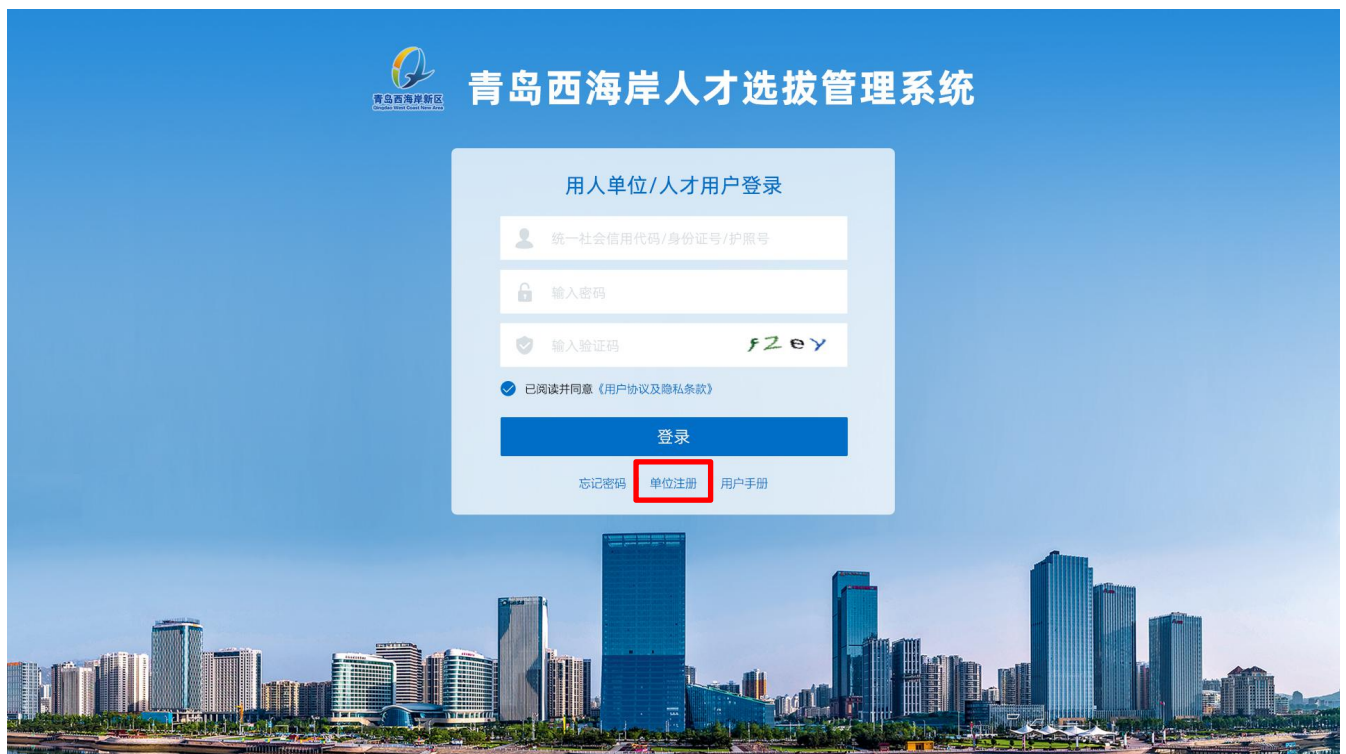 青岛西海岸新区
Qingdao West Coast New Area
青岛西海岸人才选拔管理系统
用人单位/人才用户登录
统一社会信用代码/身份证号/护照号
输入密码
输入验证码
fZey
已阅读并同意《用户协议及隐私条款》
登录
忘记密码 单位注册 用户手册